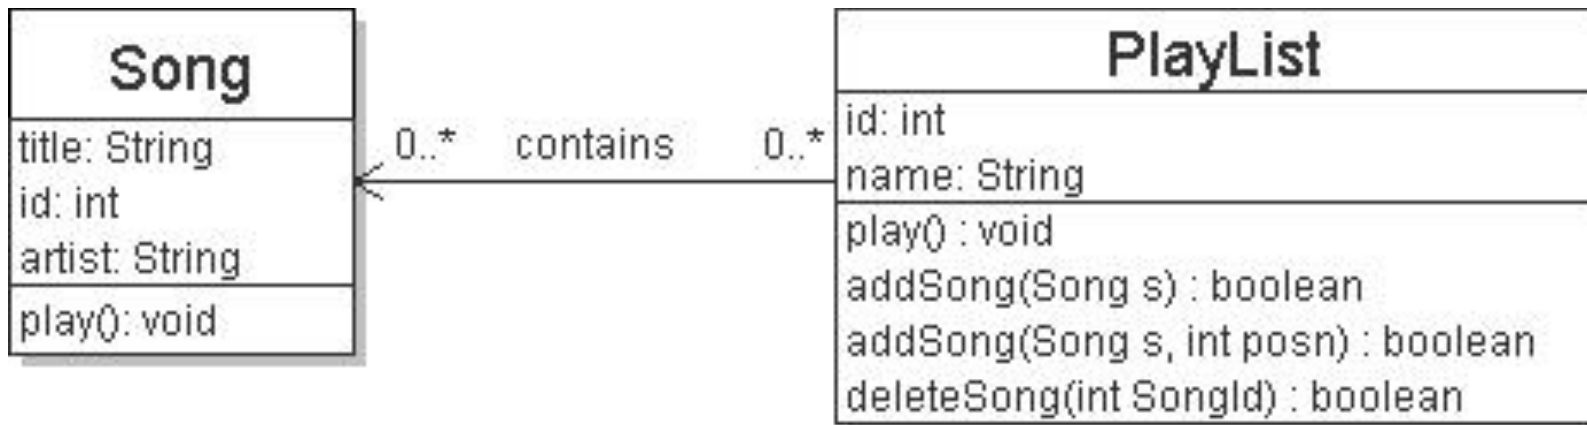 Song
title: String
id: int
artist: String
play(): void
0..* contains 0..*
PlayList
id: int
name: String
play() : void
addSong(Song s) : boolean
addSong(Song s, int posn) : boolean
deleteSong(int SongId) : boolean